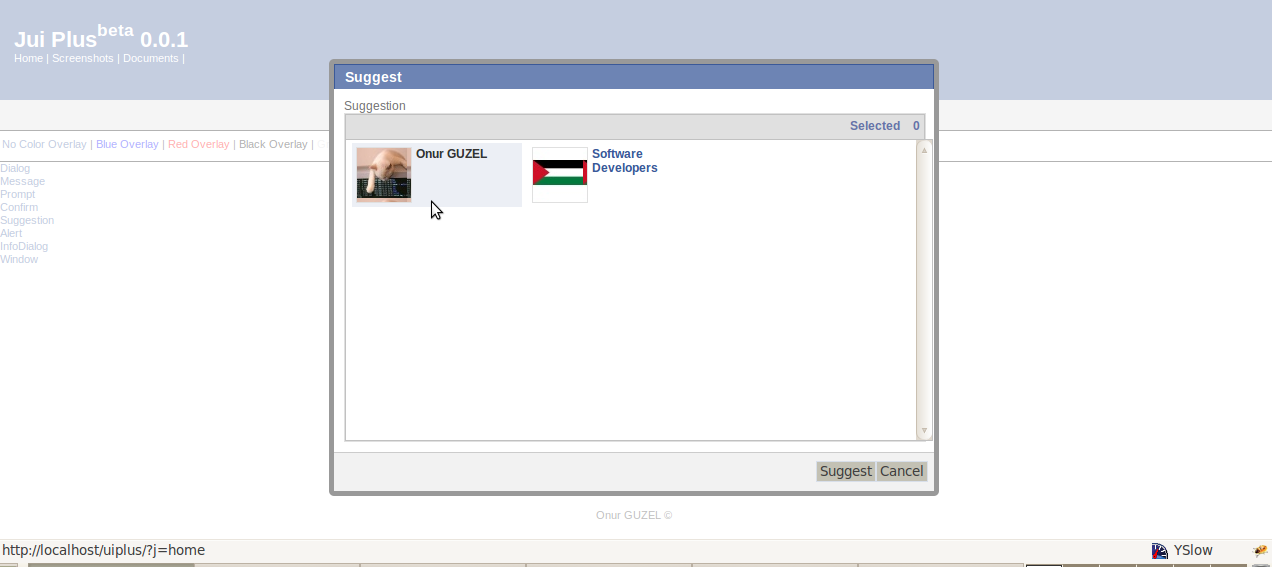 Jui Plus beta 0.0.1
Home | Screenshots | Documents |
Suggest
Suggestion
Selected 0
No Color Overlay | Blue Overlay | Red Overlay | Black Overlay |
Onur GUZEL
Software
Developers
Dialog
Message
Prompt
Confirm
Suggestion
Alert
InfoDialog
Window
Suggest Cancel
Onur GUZEL ©
http://localhost/uiplus/?j=home
YSlow